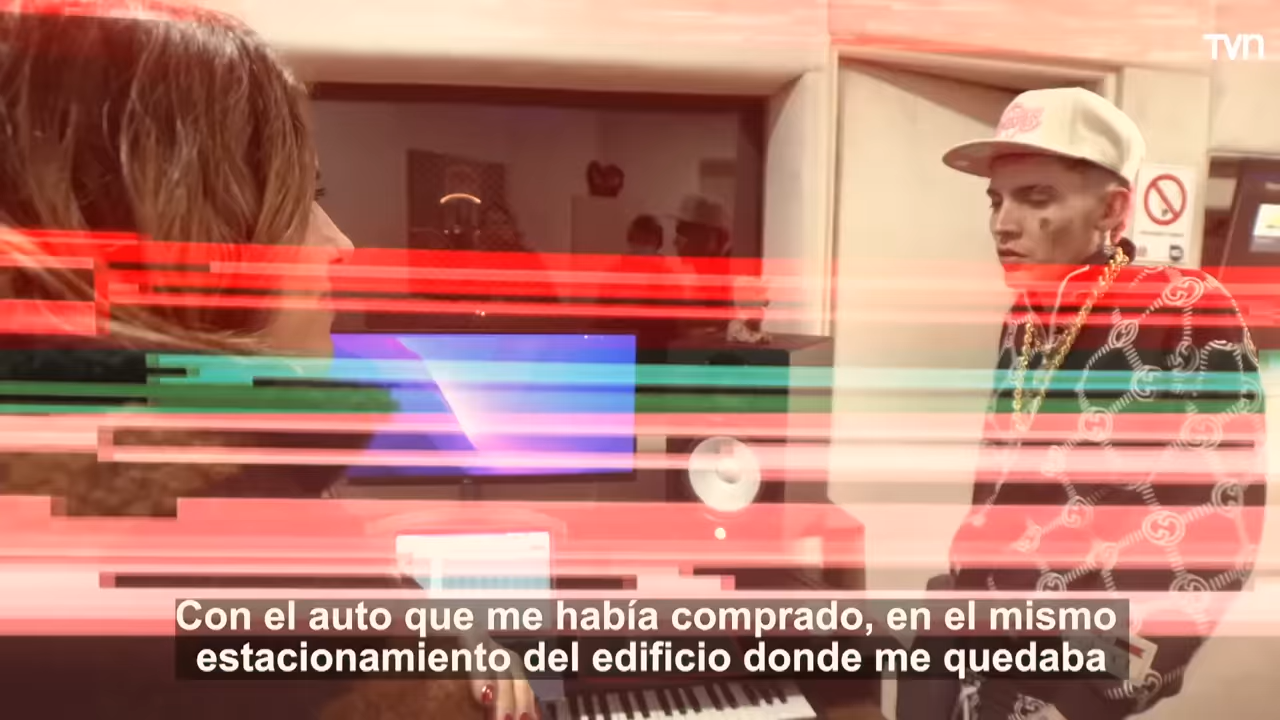 TVN
Con el auto que me había comprado, en el mismo
estacionamiento del edificio donde me quedaba